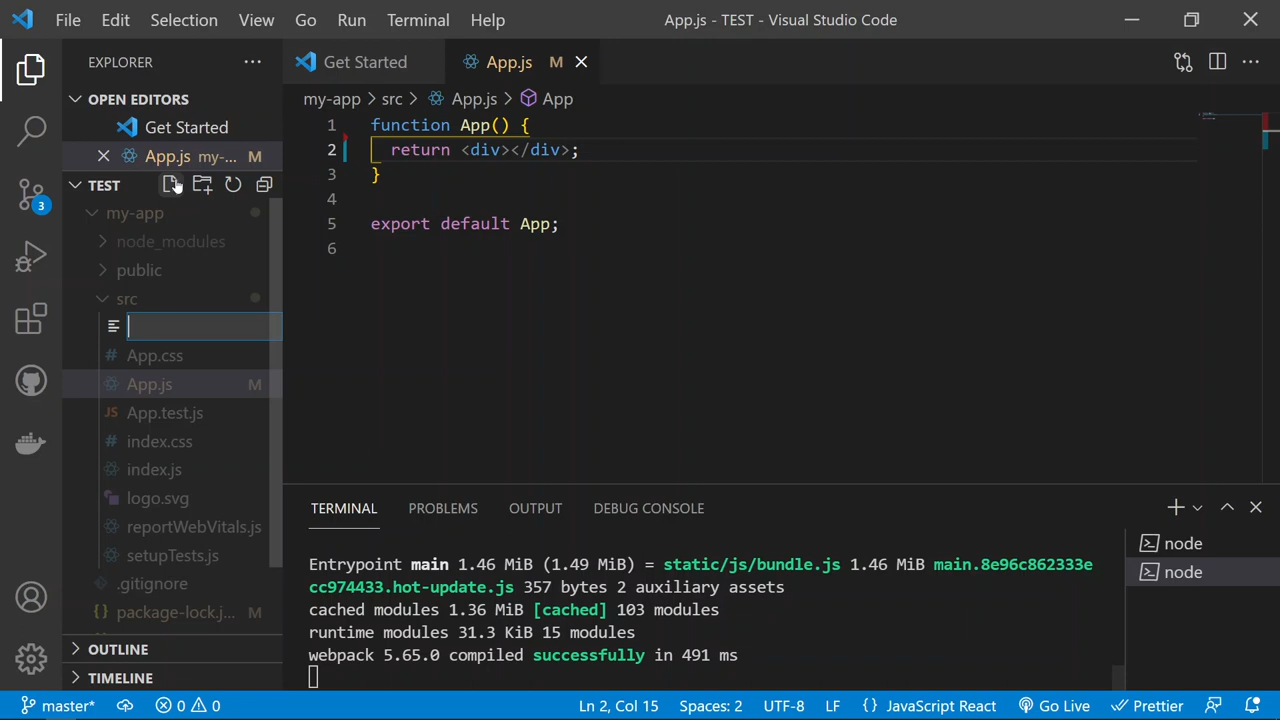 File Edit Selection View Go Run Terminal Help App.js - TEST - Visual Studio Code
EXPLORER
Get Started
App.js M
OPEN EDITORS
Get Started
App.js my-... M
TEST
my-app
node_modules
public
src
App.css
App.js M
App.test.js
index.css
index.js
logo.svg
reportWebVitals.js
setupTests.js
.gitignore
package-lock.j... M
OUTLINE
TIMELINE
3
my-app > src > App.js > App
1 function App() {
2 return <div></div>;
3 }
4
5 export default App;
6
TERMINAL PROBLEMS OUTPUT DEBUG CONSOLE
node
node
Entrypoint main 1.46 MiB (1.49 MiB) = static/js/bundle.js 1.46 MiB main.8e96c862333e
cc974433.hot-update.js 357 bytes 2 auxiliary assets
cached modules 1.36 MiB [cached] 103 modules
runtime modules 31.3 KiB 15 modules
webpack 5.65.0 compiled successfully in 491 ms
master* 0 0 Ln 2, Col 15 Spaces: 2 UTF-8 LF {} JavaScript React Go Live Prettier